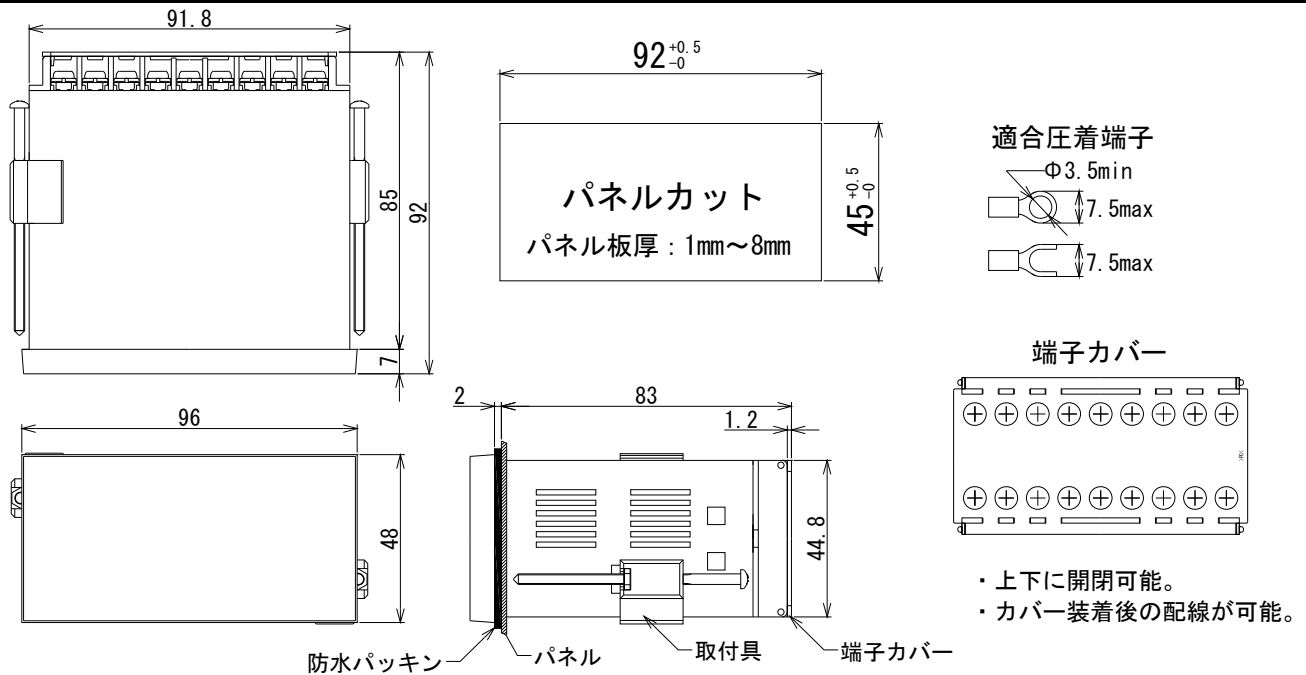 91.8
85
92
7
92 +0.5 -0
パネルカット
パネル板厚：1mm～8mm
45 +0.5 -0
適合圧着端子
Φ3.5min
7.5max
7.5max
96
48
2
83
1.2
44.8
防水パッキン
パネル
取付具
端子カバー
端子カバー
・上下に開閉可能。
・カバー装着後の配線が可能。